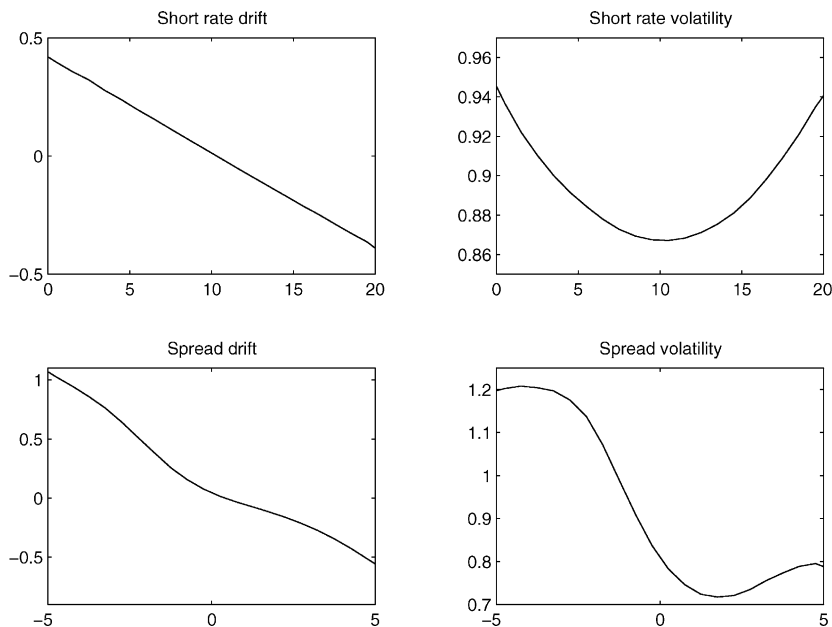 Short rate drift
Short rate volatility
0.5
0
−0.5
0 5 10 15 20
0.96
0.94
0.92
0.9
0.88
0.86
0 5 10 15 20
Spread drift
Spread volatility
1
0.5
0
−0.5
−5 0 5
1.2
1.1
1
0.9
0.8
0.7
−5 0 5